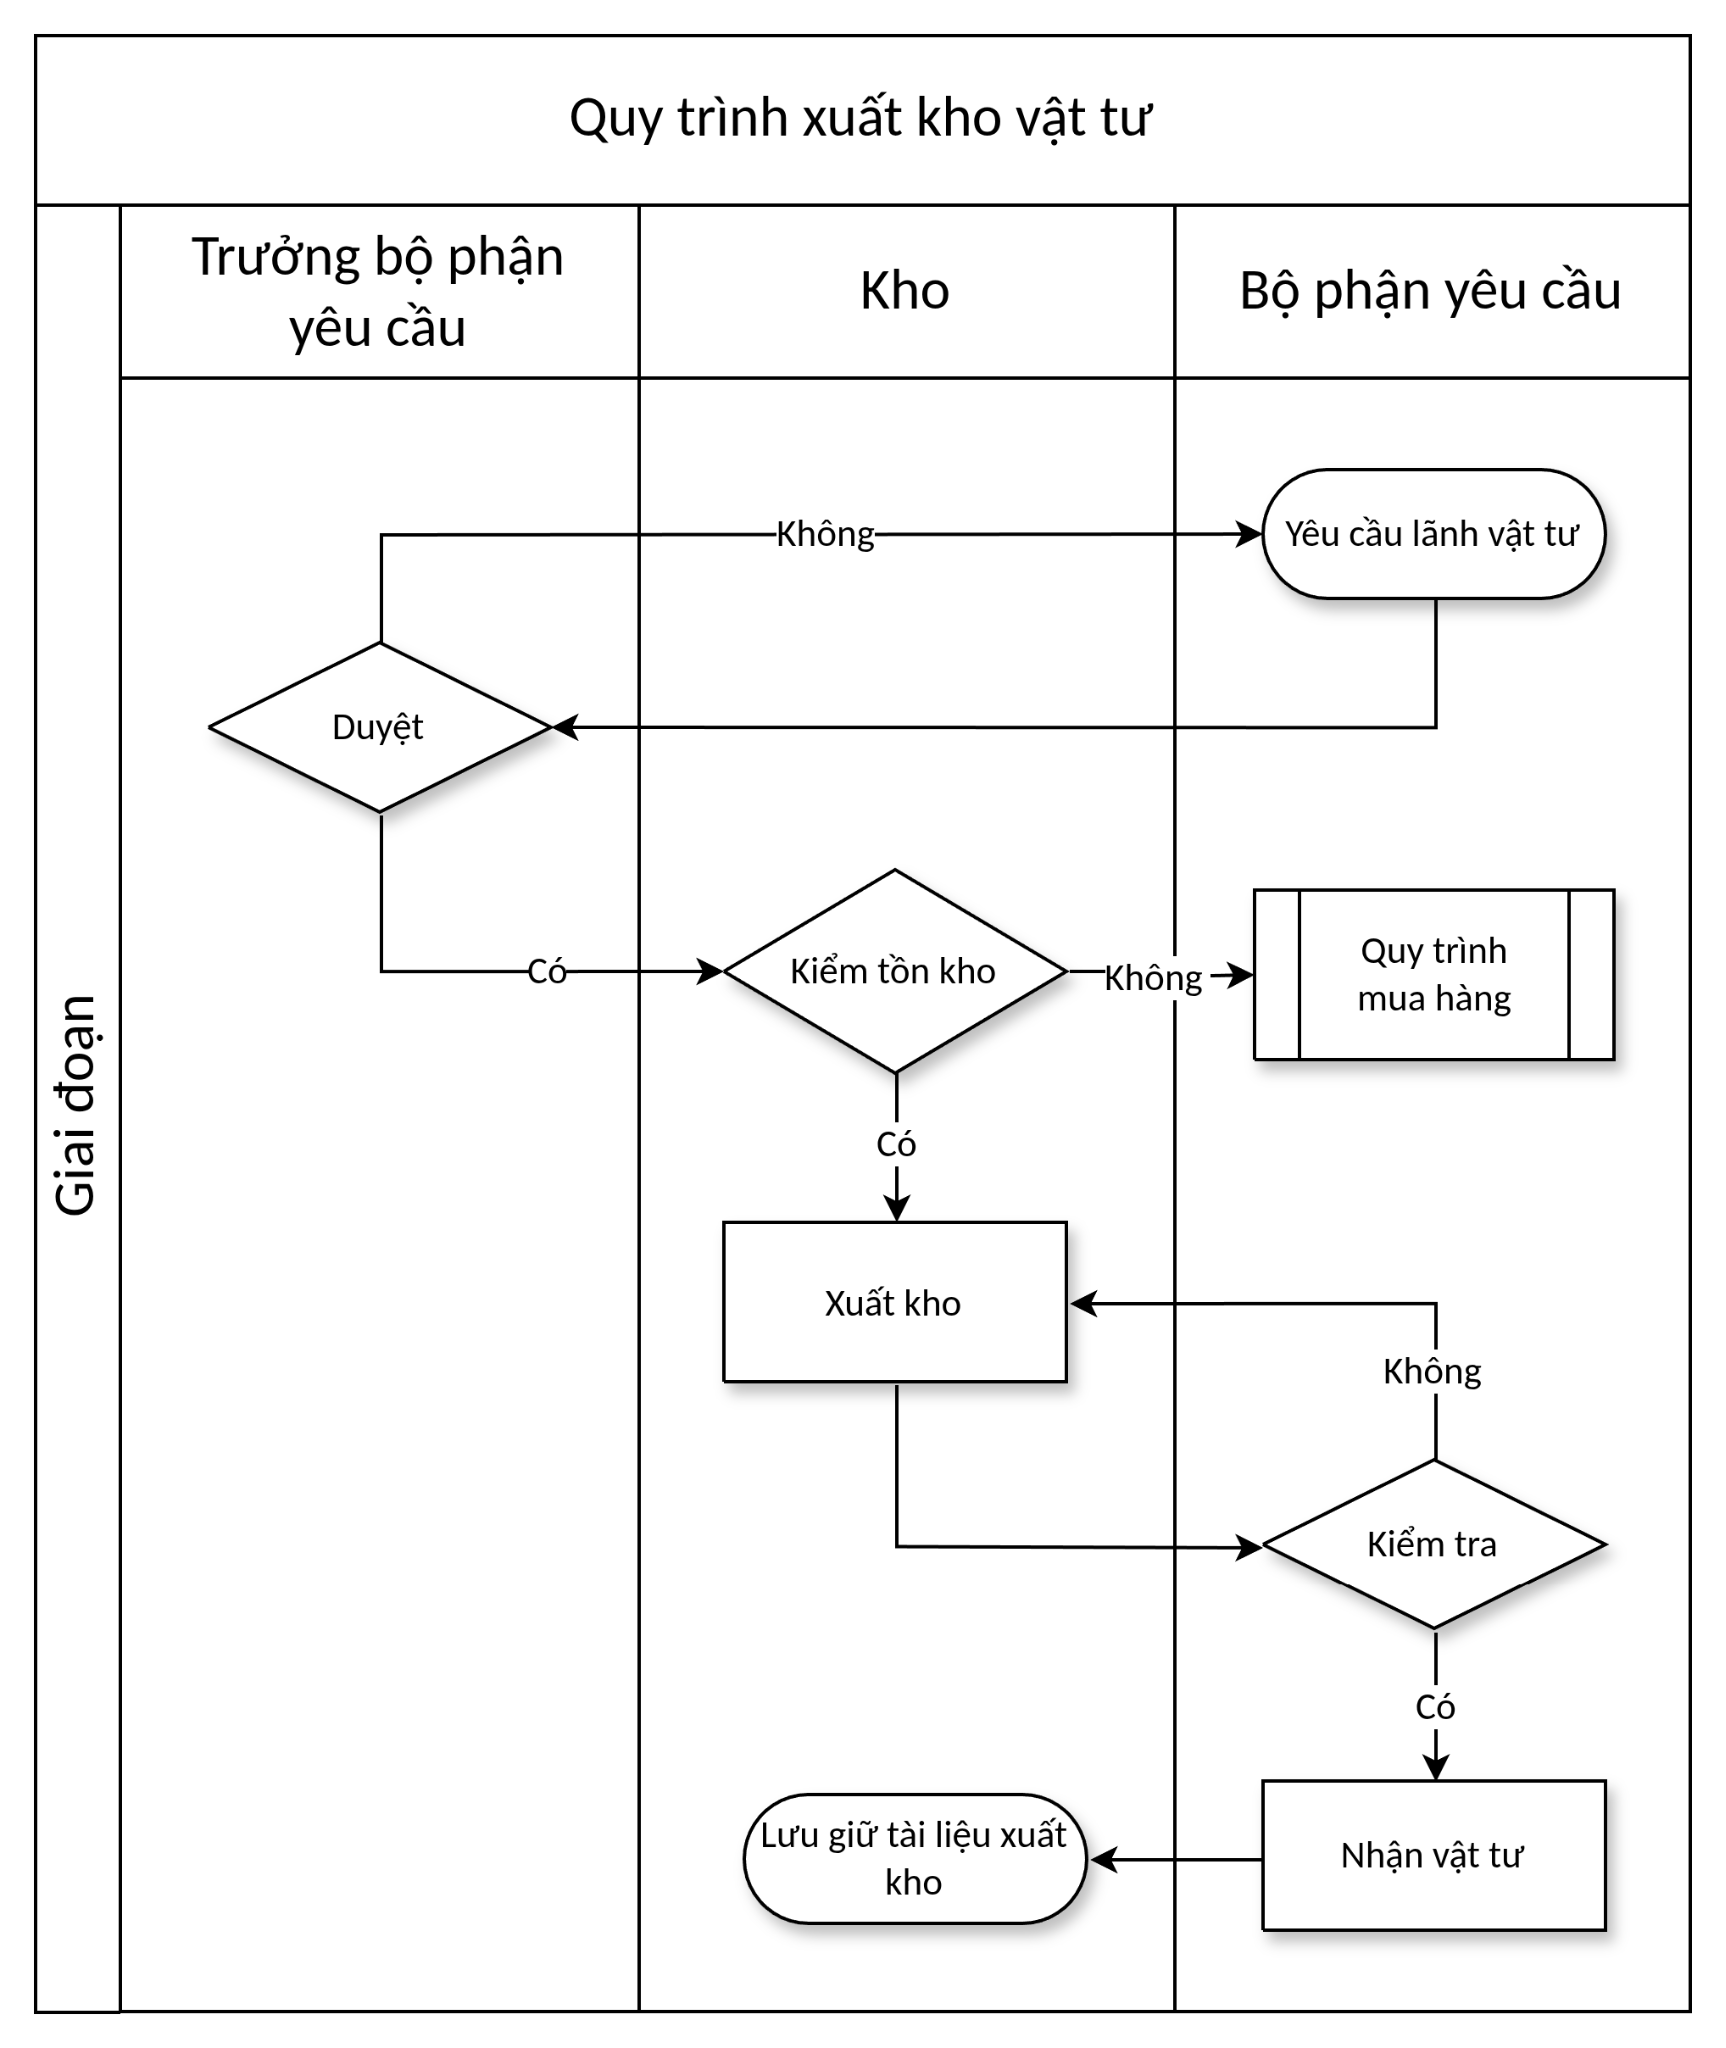 Quy trình xuất kho vật tư
Trưởng bộ phận
yêu cầu
Kho
Bộ phận yêu cầu
Giai đoạn
Không
Yêu cầu lãnh vật tư
Duyệt
Có
Kiểm tồn kho
Không
Quy trình
mua hàng
Có
Xuất kho
Không
Kiểm tra
Có
Lưu giữ tài liệu xuất
kho
Nhận vật tư